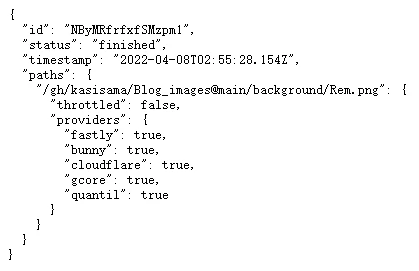 {
  "id": "NByMRfrfxfSMzpm1",
  "status": "finished",
  "timestamp": "2022-04-08T02:55:28.154Z",
  "paths": {
    "/gh/kasisama/Blog_images@main/background/Rem.png": {
      "throttled": false,
      "providers": {
        "fastly": true,
        "bunny": true,
        "cloudflare": true,
        "gcore": true,
        "quantil": true
      }
    }
  }
}